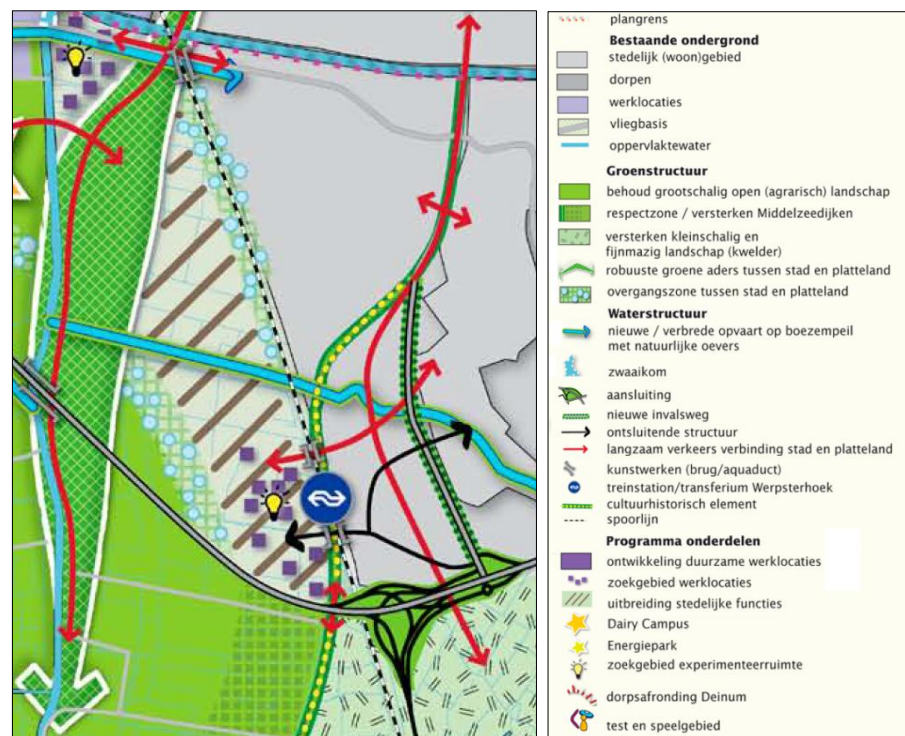 plangrens
Bestaande ondergrond
stedelijk (woon)gebied
dorpen
werklocaties
vliegbasis
oppervlaktewater
Groenstructuur
behoud grootschalig open (agrarisch) landschap
respectzone / versterken Middelzeedijken
versterken kleinschalig en
fijnmazig landschap (kwelder)
robuuste groene aders tussen stad en platteland
overgangszone tussen stad en platteland
Waterstructuur
nieuwe / verbrede opvaart op boezempeil
met natuurlijke oevers
zwaaikom
aansluiting
nieuwe invalsweg
ontsluitende structuur
langzaam verkeers verbinding stad en platteland
kunstwerken (brug/aquaduct)
treinstation/transferium Werpsterhoek
cultuurhistorisch element
spoorlijn
Programma onderdelen
ontwikkeling duurzame werklocaties
zoekgebied werklocaties
uitbreiding stedelijke functies
Dairy Campus
Energiepark
zoekgebied experimenteerruimte
dorpsafronding Deinum
test en speelgebied